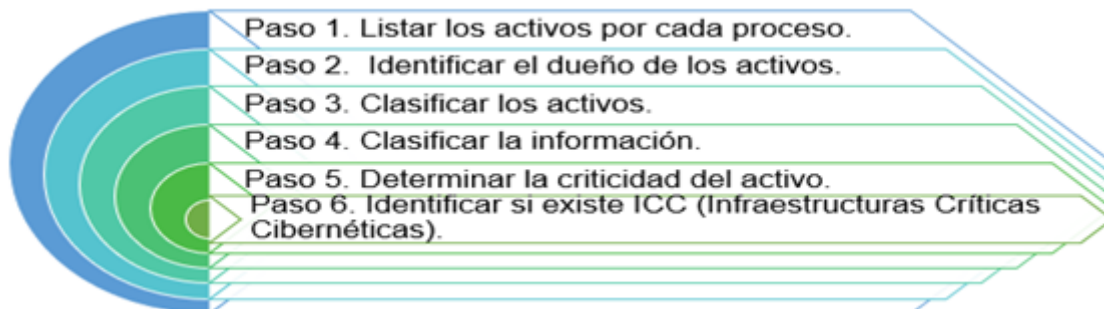 Paso 1. Listar los activos por cada proceso.
Paso 2.  Identificar el dueño de los activos.
Paso 3. Clasificar los activos.
Paso 4. Clasificar la información.
Paso 5. Determinar la criticidad del activo.
Paso 6. Identificar si existe ICC (Infraestructuras Críticas
Cibernéticas).